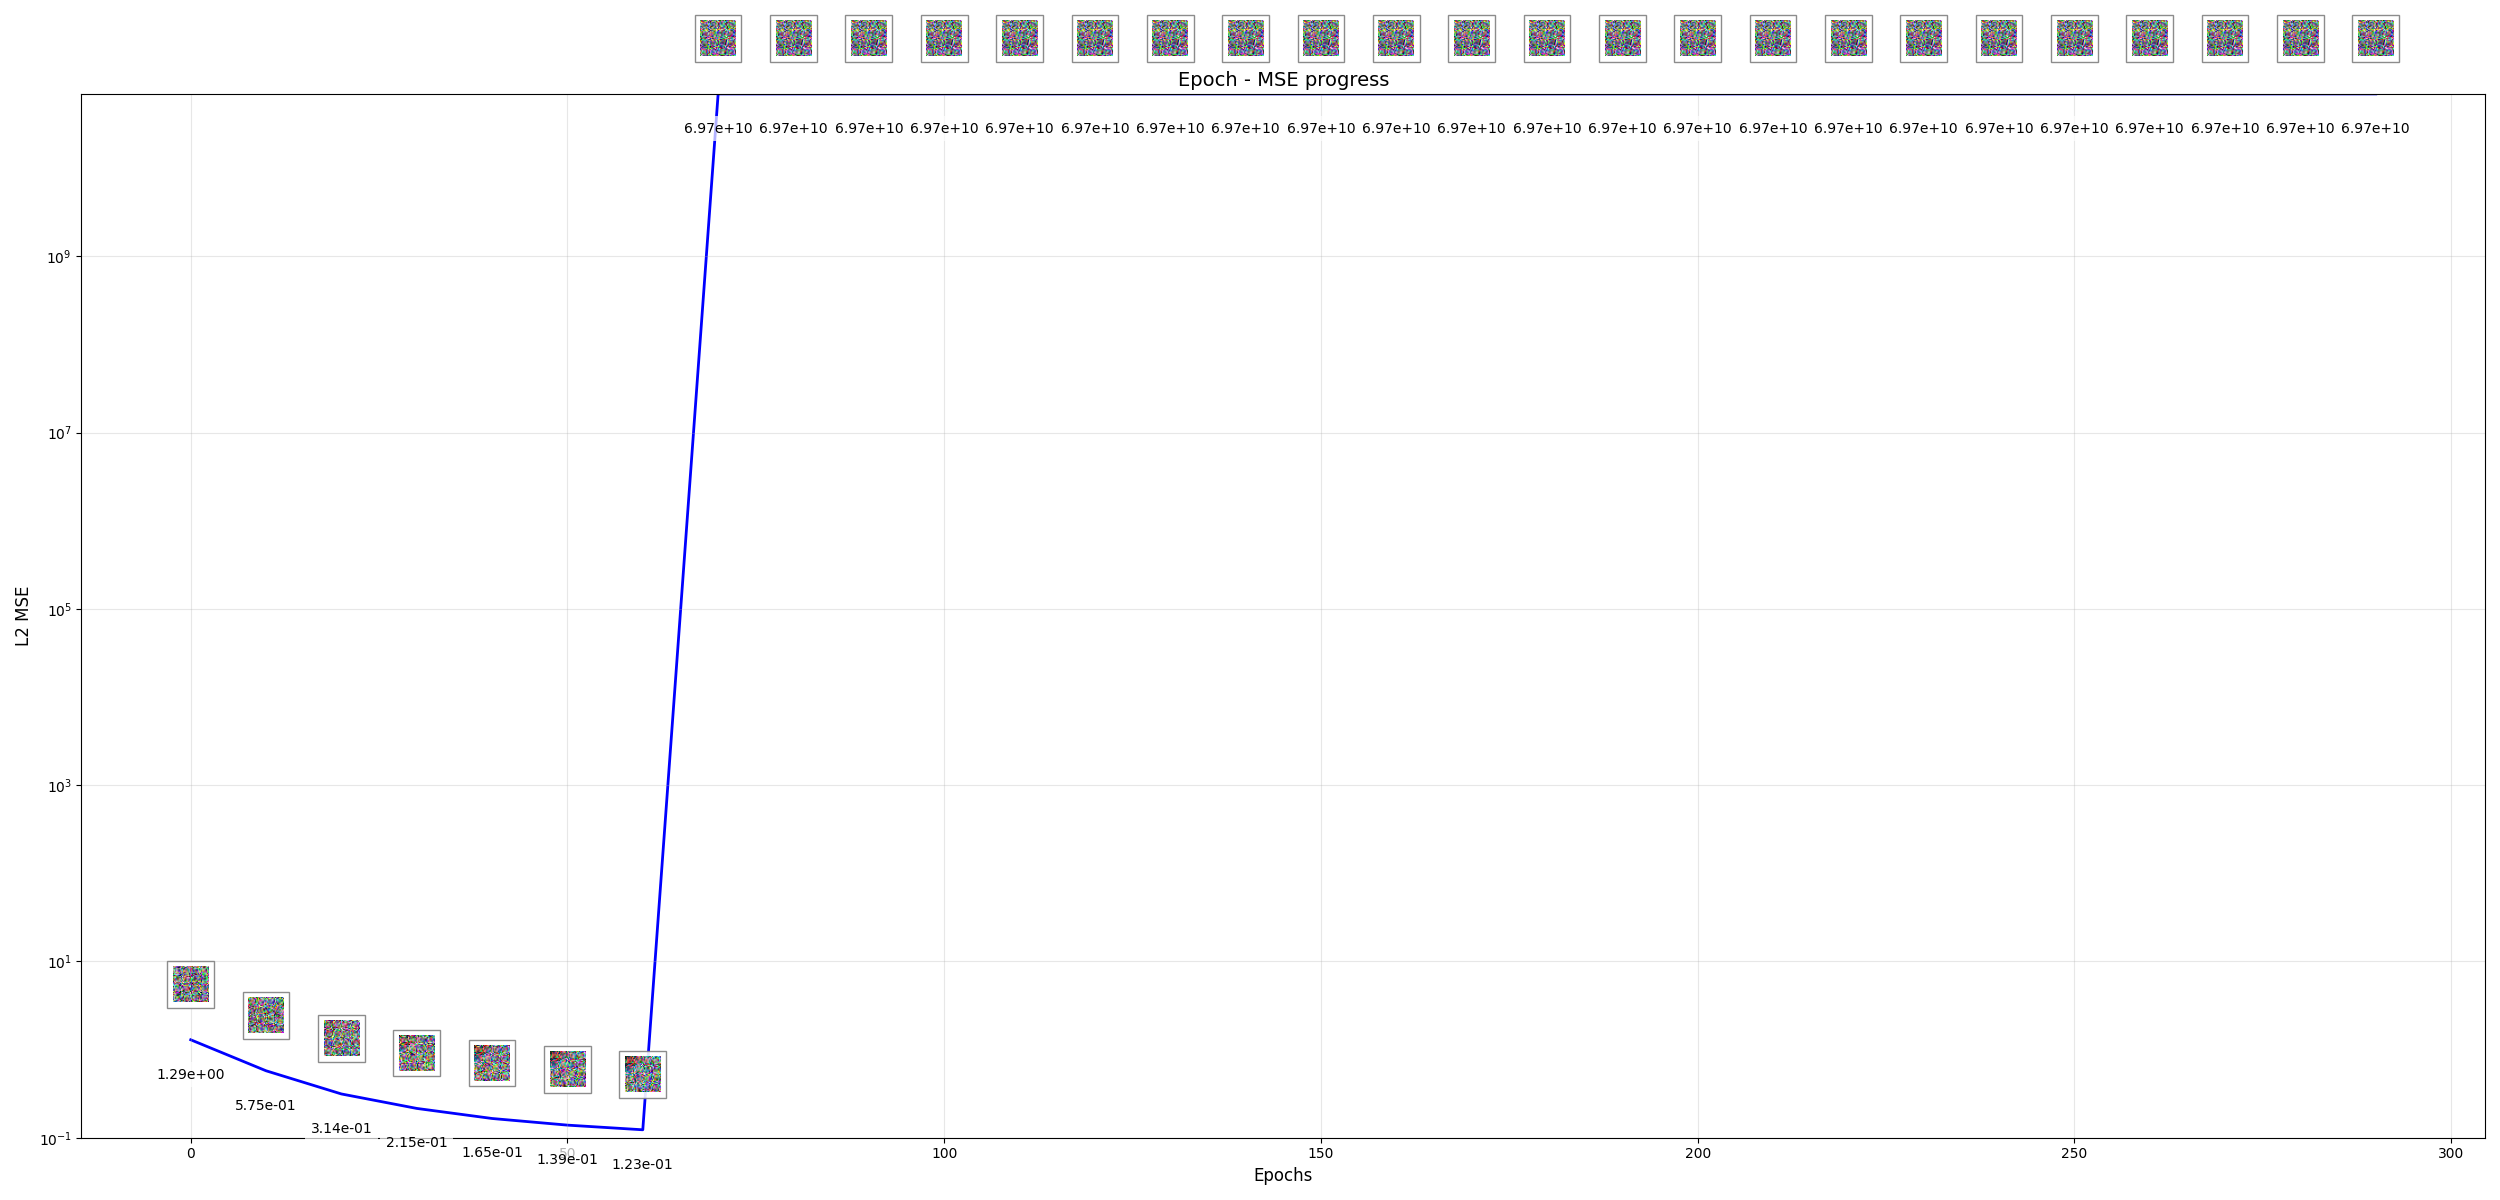 Epoch - MSE progress
6.97e+10 6.97e+10 6.97e+10 6.97e+10 6.97e+10 6.97e+10 6.97e+10 6.97e+10 6.97e+10 6.97e+10 6.97e+10 6.97e+10 6.97e+10 6.97e+10 6.97e+10 6.97e+10 6.97e+10 6.97e+10 6.97e+10 6.97e+10 6.97e+10 6.97e+10 6.97e+10
10⁹
10⁷
10⁵
L2 MSE
10³
10¹
1.29e+00
5.75e-01
3.14e-01
10⁻¹
2.15e-01
1.65e-01
1.39e-01
1.23e-01
0 50 100 150 200 250 300
Epochs